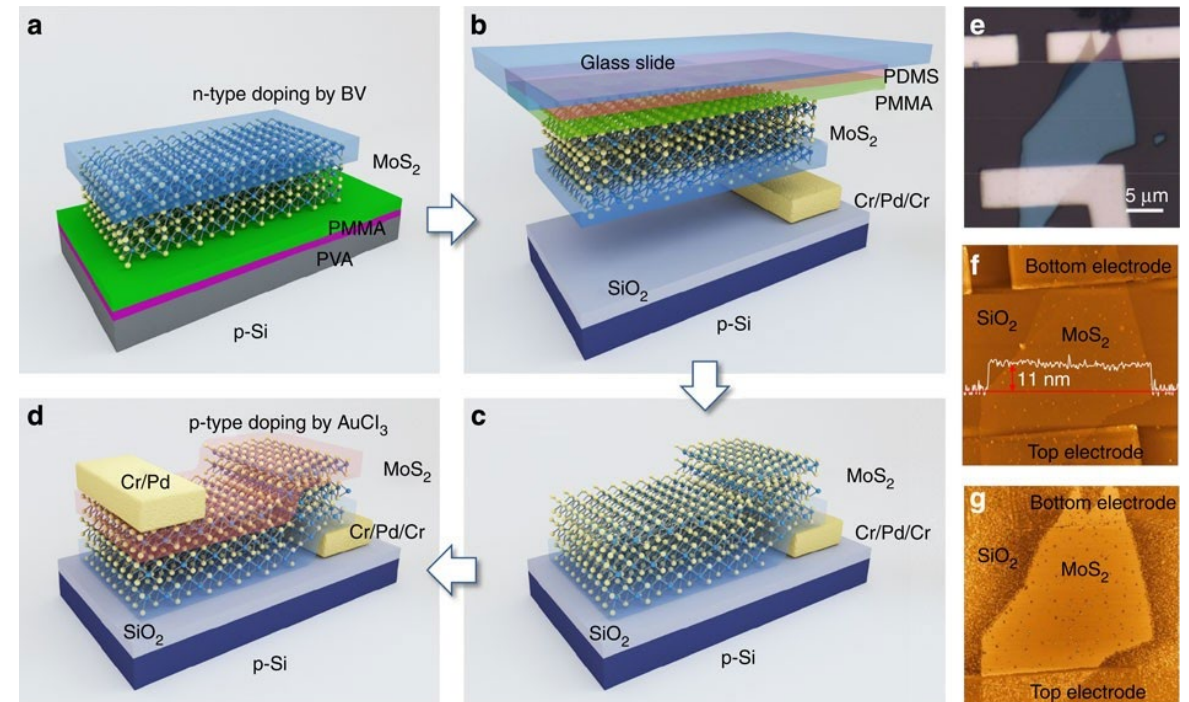 a
n-type doping by BV
MoS₂
PMMA
PVA
p-Si
b
Glass slide
PDMS
PMMA
MoS₂
Cr/Pd/Cr
SiO₂
p-Si
e
5 µm
f
Bottom electrode
SiO₂
MoS₂
11 nm
Top electrode
d
p-type doping by AuCl₃
Cr/Pd
MoS₂
Cr/Pd/Cr
SiO₂
p-Si
c
MoS₂
Cr/Pd/Cr
SiO₂
p-Si
g
Bottom electrode
SiO₂
MoS₂
Top electrode